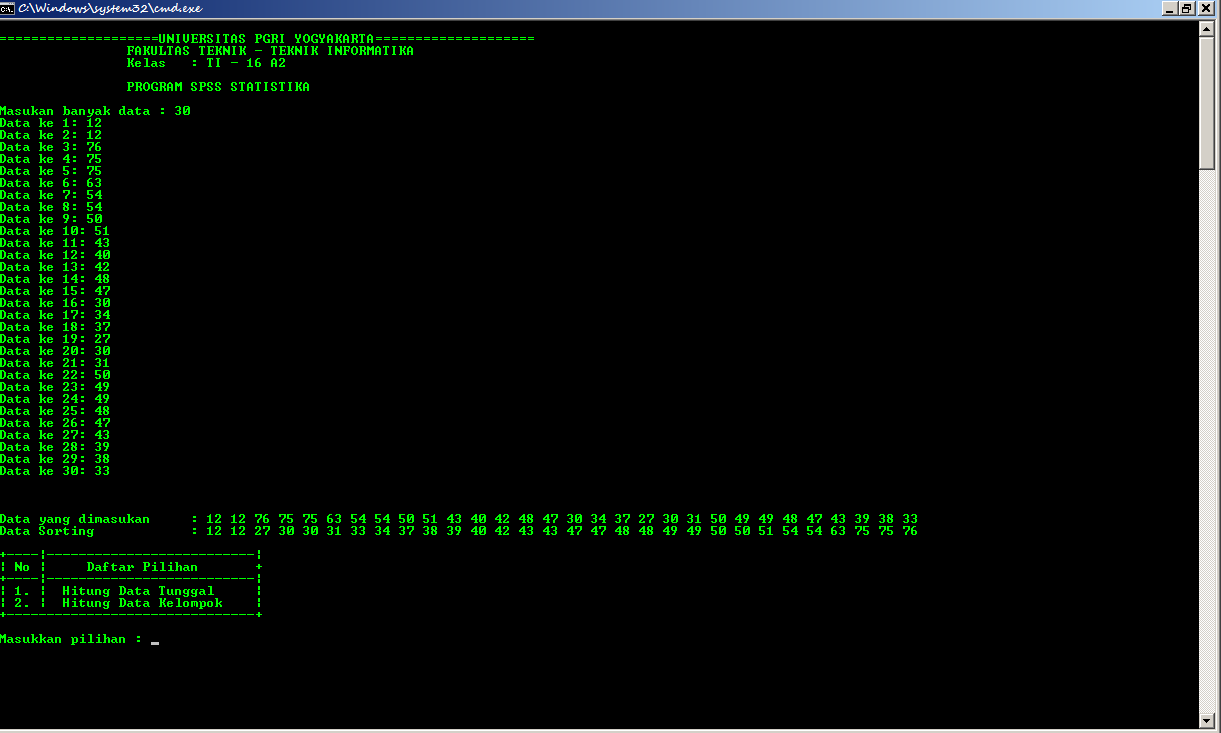 C:\Windows\system32\cmd.exe
====================UNIVERSITAS PGRI YOGYAKARTA====================
FAKULTAS TEKNIK - TEKNIK INFORMATIKA
Kelas : TI - 16 A2
PROGRAM SPSS STATISTIKA
Masukan banyak data : 30
Data ke 1: 12
Data ke 2: 12
Data ke 3: 76
Data ke 4: 75
Data ke 5: 75
Data ke 6: 63
Data ke 7: 54
Data ke 8: 54
Data ke 9: 50
Data ke 10: 51
Data ke 11: 43
Data ke 12: 40
Data ke 13: 42
Data ke 14: 48
Data ke 15: 47
Data ke 16: 30
Data ke 17: 34
Data ke 18: 37
Data ke 19: 27
Data ke 20: 30
Data ke 21: 31
Data ke 22: 50
Data ke 23: 49
Data ke 24: 49
Data ke 25: 48
Data ke 26: 47
Data ke 27: 43
Data ke 28: 39
Data ke 29: 38
Data ke 30: 33
Data yang dimasukan : 12 12 76 75 75 63 54 54 50 51 43 40 42 48 47 30 34 37 27 30 31 50 49 49 48 47 43 39 38 33
Data Sorting : 12 12 27 30 30 31 33 34 37 38 39 40 42 43 43 47 47 48 48 49 49 50 50 51 54 54 63 75 75 76
+----¦--------------------------¦
¦ No ¦ Daftar Pilihan +
+----¦--------------------------¦
¦ 1. ¦ Hitung Data Tunggal ¦
¦ 2. ¦ Hitung Data Kelompok ¦
+-------------------------------+
Masukkan pilihan : _